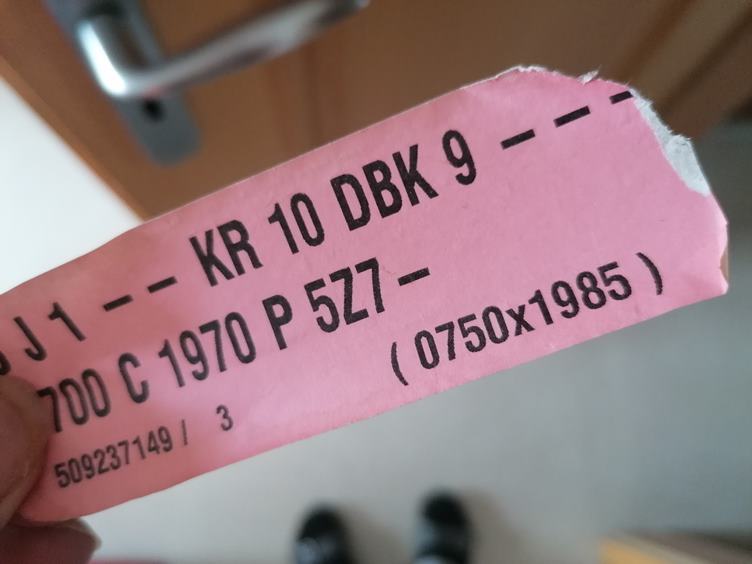 J 1 – – KR 10 DBK 9 – – –
700 C 1970 P 5Z7 –
( 0750x1985 )
509237149 / 3